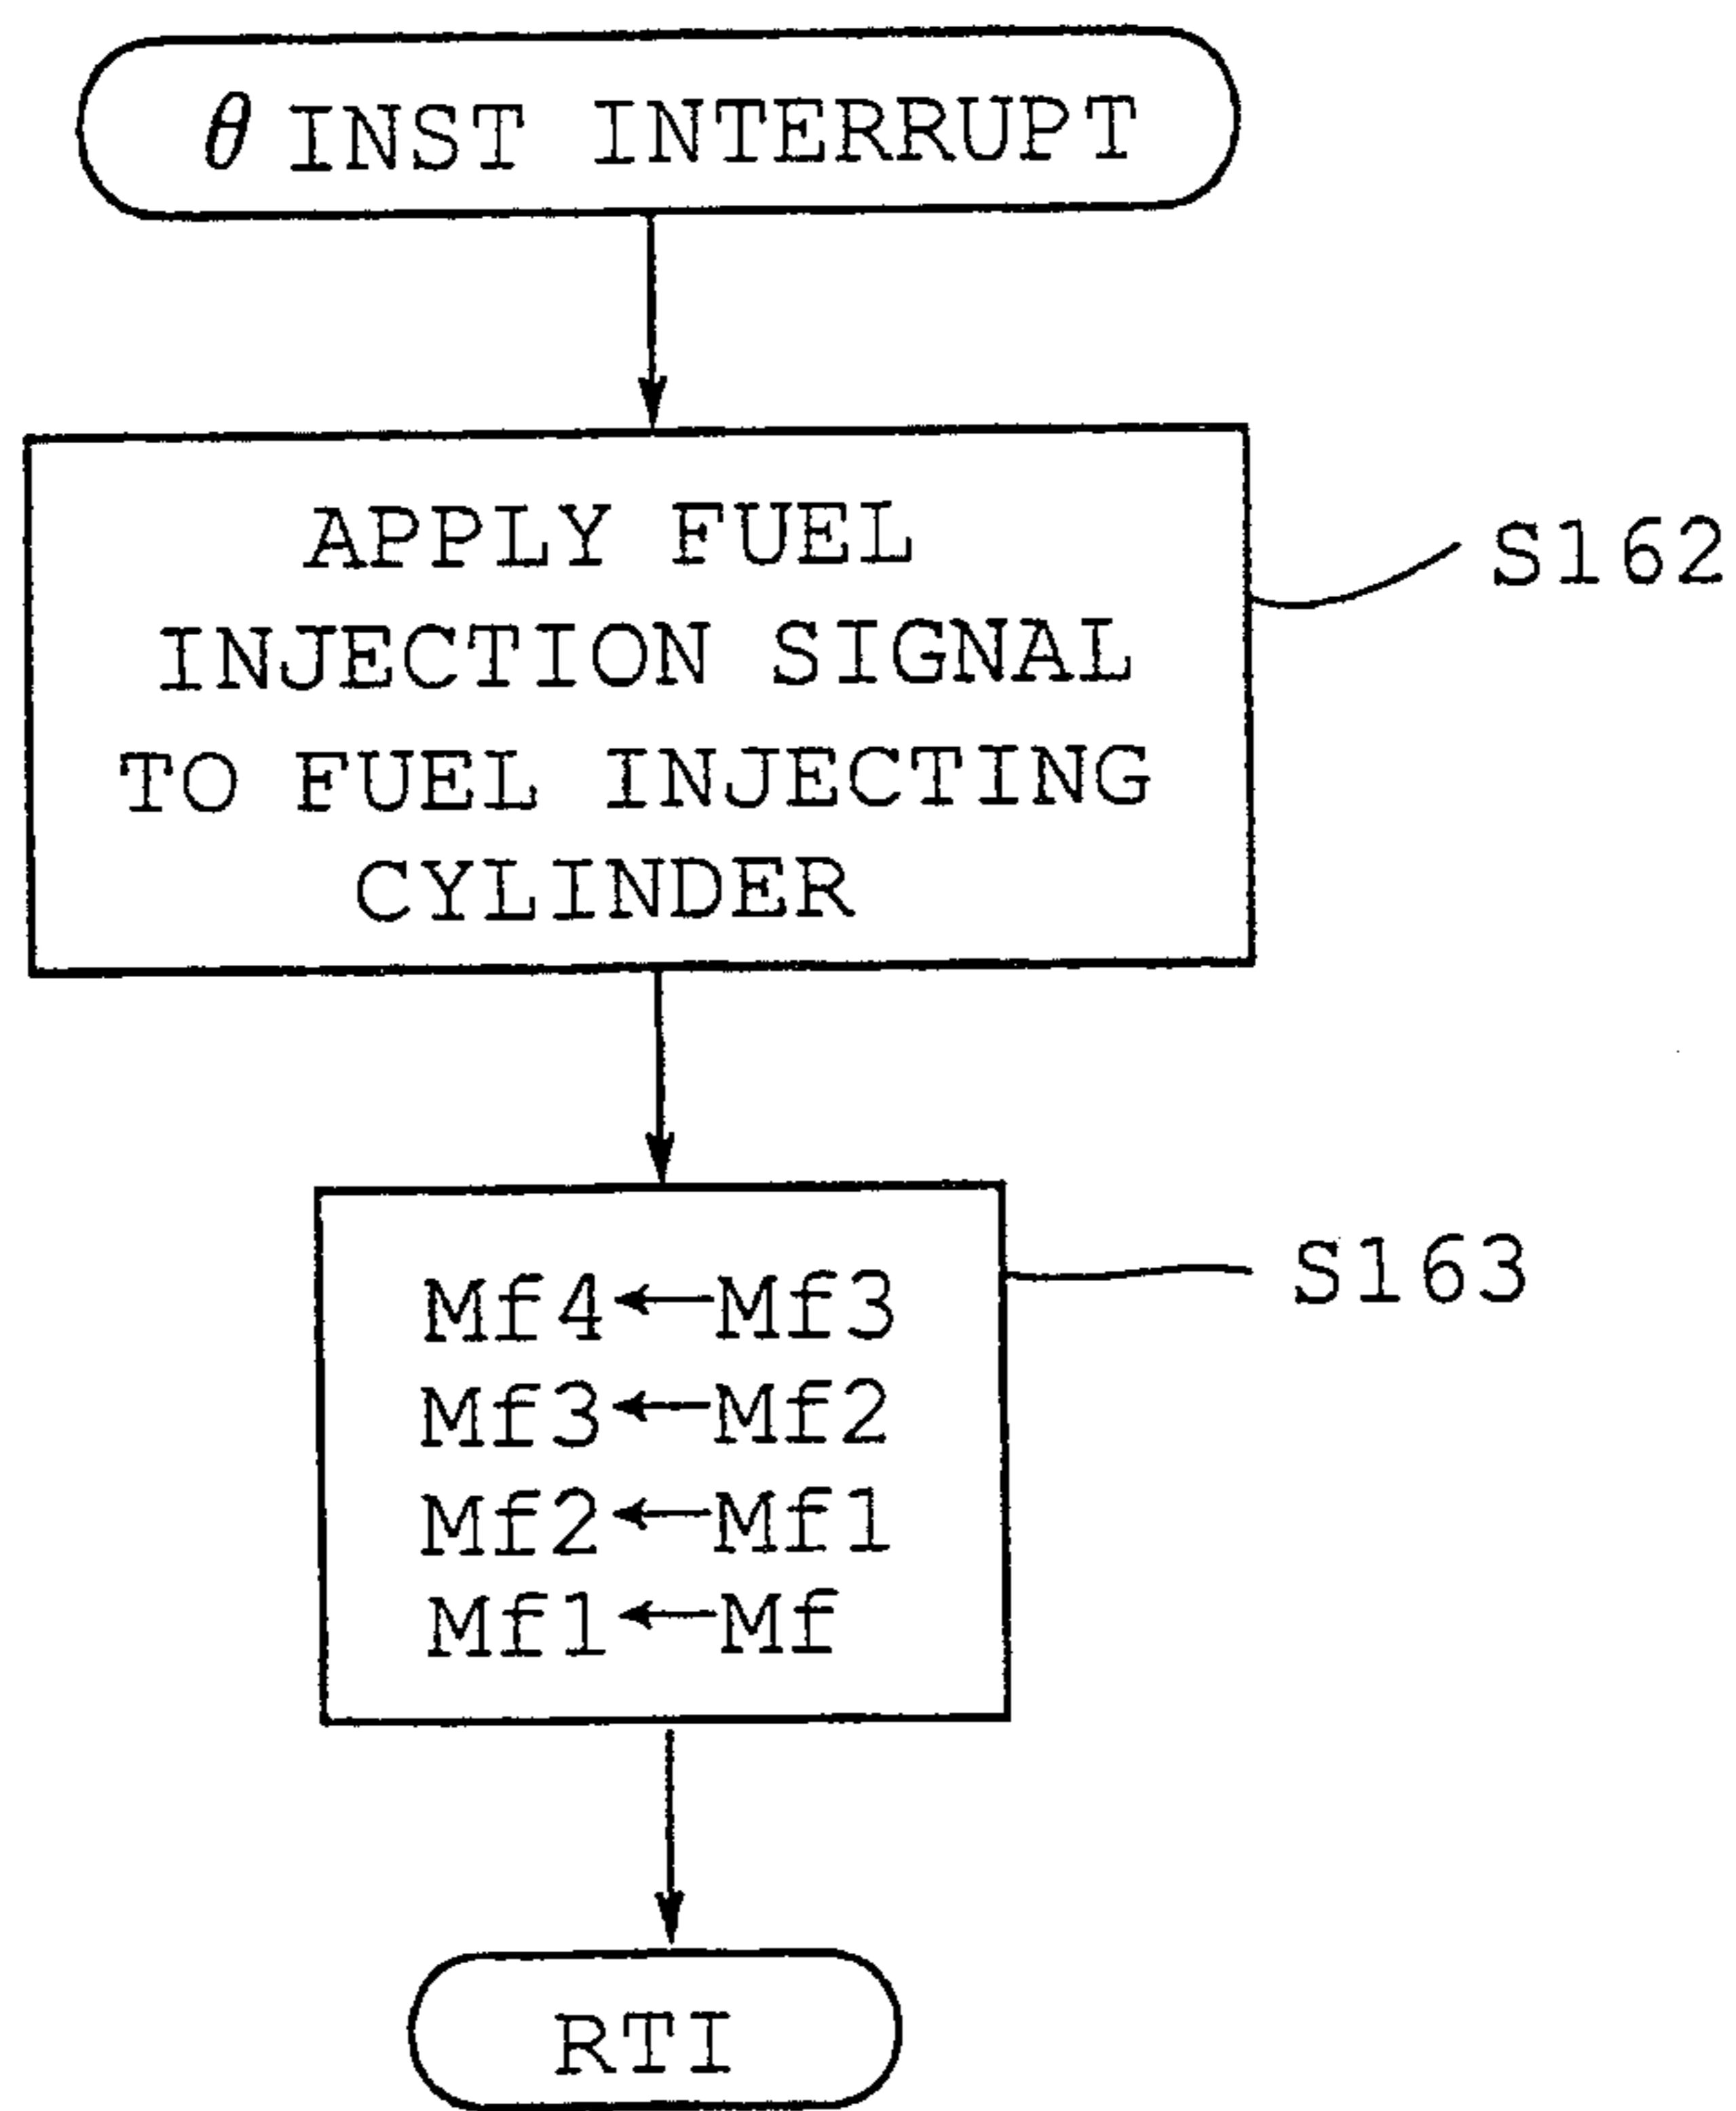 θ INST INTERRUPT
APPLY FUEL
INJECTION SIGNAL
TO FUEL INJECTING
CYLINDER
S162
Mf4←Mf3
Mf3←Mf2
Mf2←Mf1
Mf1←Mf
S163
RTI